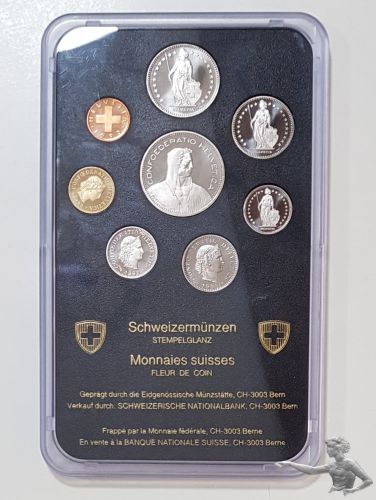 HELVETIA
CONFOEDERATIO HELVETICA
Schweizermünzen
STEMPELGLANZ
Monnaies suisses
FLEUR DE COIN
Geprägt durch die Eidgenössische Münzstätte, CH-3003 Bern
Verkauf durch: SCHWEIZERISCHE NATIONALBANK, CH-3003 Bern
Frappé par la Monnaie fédérale, CH-3003 Berne
En vente à la BANQUE NATIONALE SUISSE, CH-3003 Berne